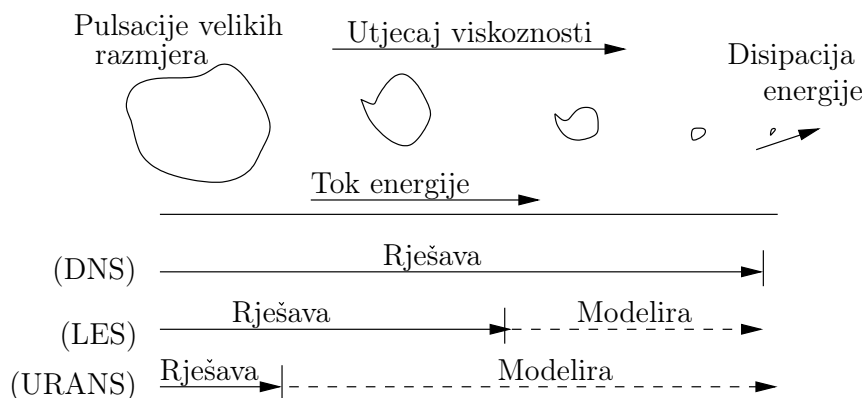 Pulsacije velikih
razmjera
Utjecaj viskoznosti
Disipacija
energije
Tok energije
(DNS)
Rješava
(LES)
Rješava
Modelira
(URANS)
Rješava
Modelira